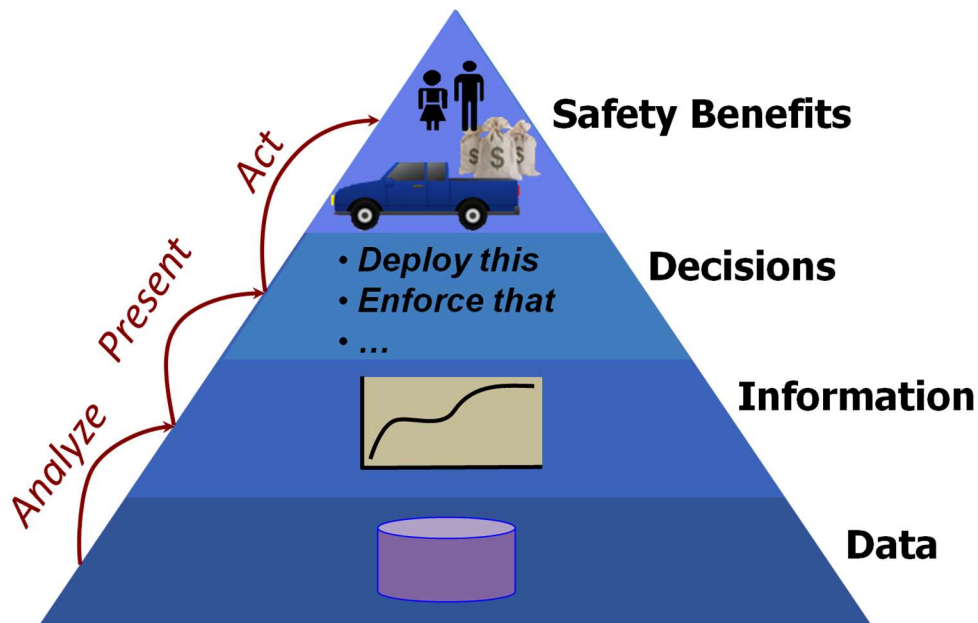 Safety Benefits
Act
$ $ $
• Deploy this
• Enforce that
• ...
Decisions
Present
Information
Analyze
Data